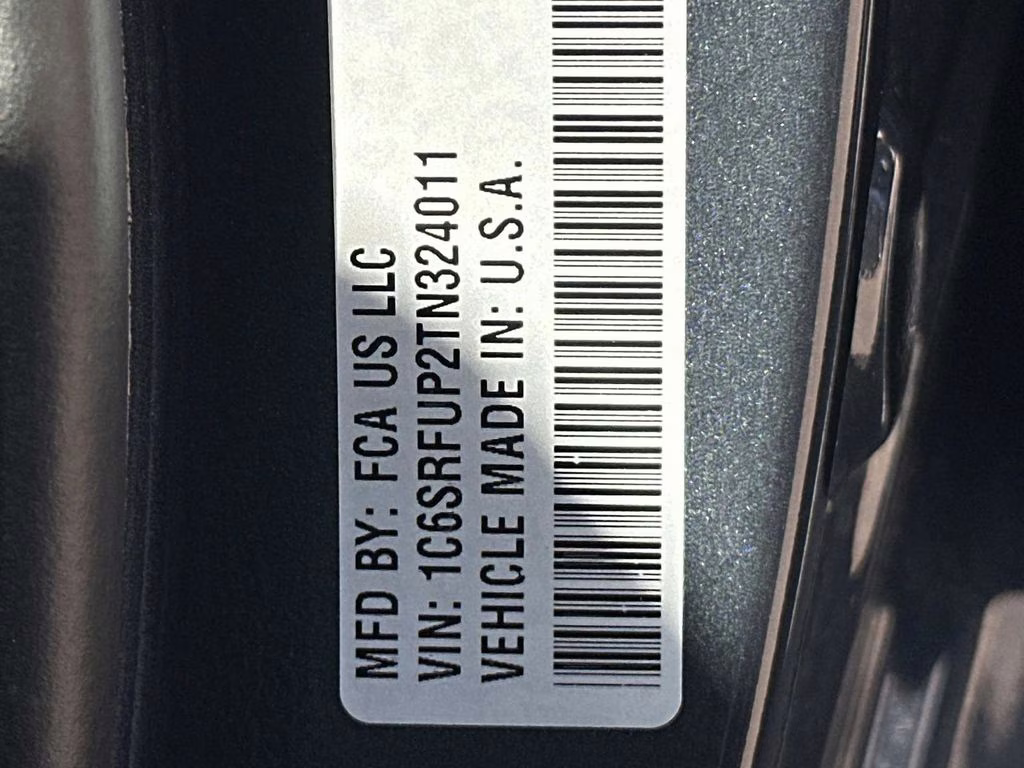 MFD BY: FCA US LLC
VIN: 1C6SRFUP2TN324011
VEHICLE MADE IN: U.S.A.